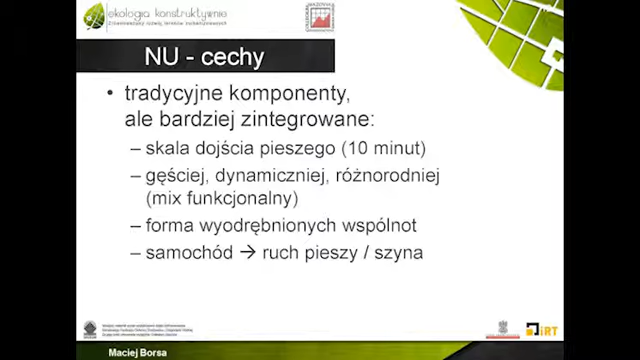 ekologia konstruktywnie
NU - cechy
• tradycyjne komponenty,
ale bardziej zintegrowane:
– skala dojścia pieszego (10 minut)
– gęściej, dynamiczniej, różnorodniej
(mix funkcjonalny)
– forma wyodrębnionych wspólnot
– samochód → ruch pieszy / szyna
iRT
Maciej Borsa